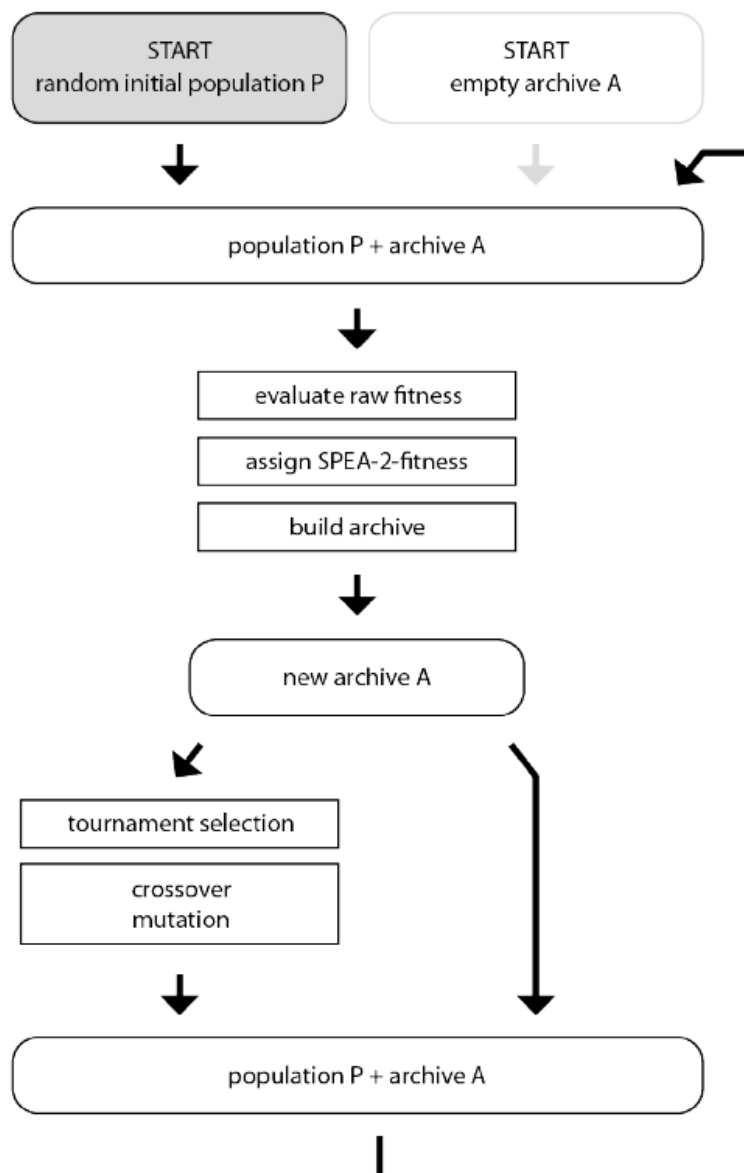 START
random initial population P
START
empty archive A
population P + archive A
evaluate raw fitness
assign SPEA-2-fitness
build archive
new archive A
tournament selection
crossover
mutation
population P + archive A